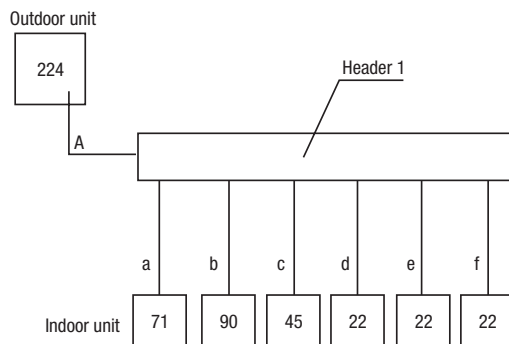 Outdoor unit
224
Header 1
A
a b c d e f
Indoor unit 71 90 45 22 22 22